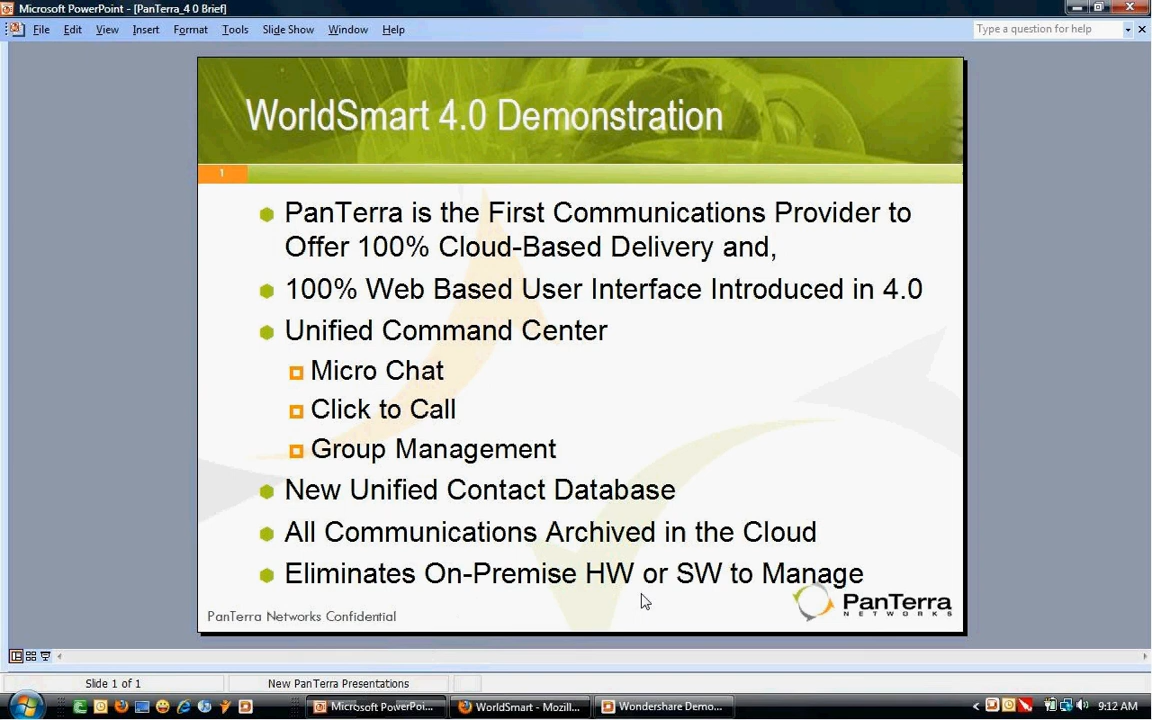 Microsoft PowerPoint - [PanTerra_4 0 Brief]
File Edit View Insert Format Tools Slide Show Window Help
Type a question for help
WorldSmart 4.0 Demonstration
1
PanTerra is the First Communications Provider to
Offer 100% Cloud-Based Delivery and,
100% Web Based User Interface Introduced in 4.0
Unified Command Center
Micro Chat
Click to Call
Group Management
New Unified Contact Database
All Communications Archived in the Cloud
Eliminates On-Premise HW or SW to Manage
PanTerra Networks Confidential
PanTerra
NETWORKS
Slide 1 of 1
New PanTerra Presentations
Microsoft PowerPoi...
WorldSmart - Mozill...
Wondershare Demo...
9:12 AM